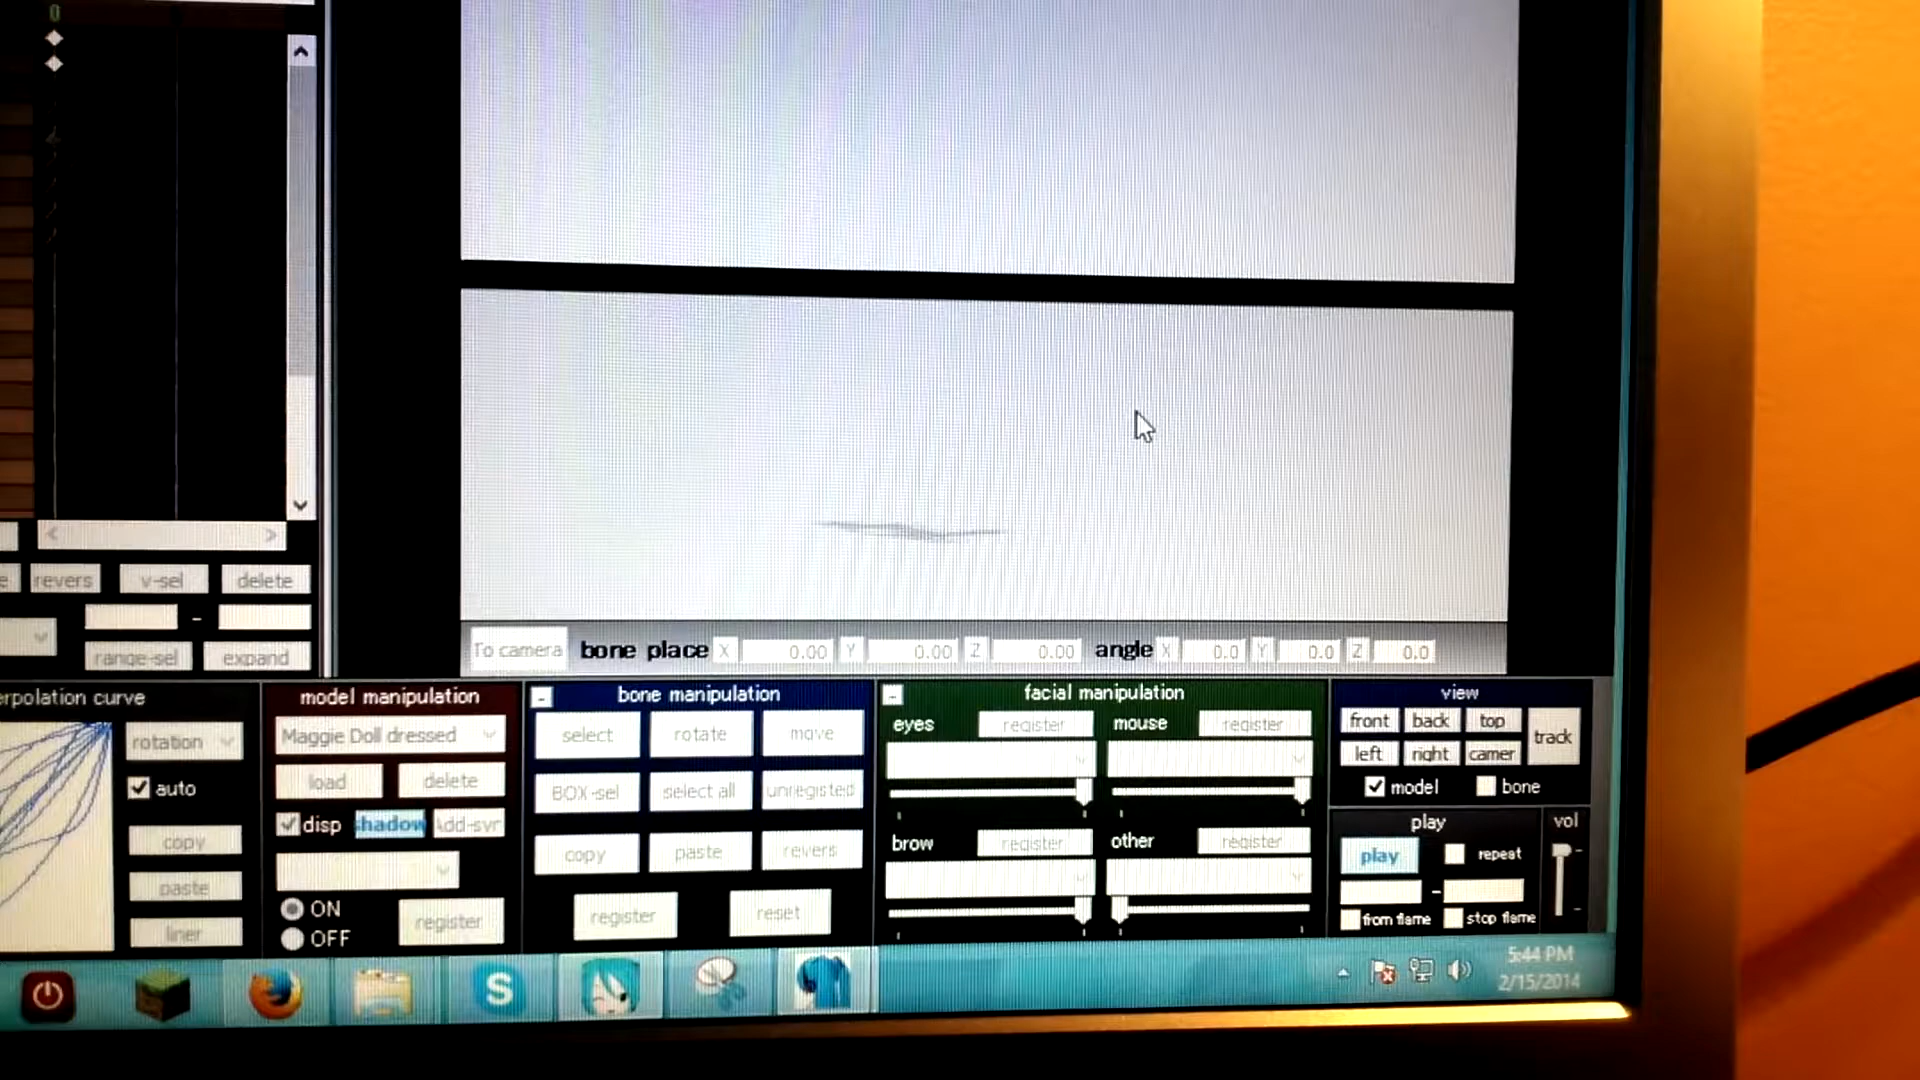 0
revers v-sel delete
-
range-sel expand
To camera bone place X 0.00 Y 0.00 Z 0.00 angle X 0.0 Y 0.0 Z 0.0
erpolation curve
rotation
auto
copy
paste
liner
model manipulation
Maggie Doll dressed
load delete
disp shadow Add-syn
ON
OFF
register
bone manipulation
select rotate move
BOX-sel select all unregisted
copy paste revers
register reset
facial manipulation
eyes register mouse register
brow register other register
view
front back top
left right camer
track
model bone
play
play repeat
-
from flame stop flame
vol
S
5:44 PM
2/15/2014